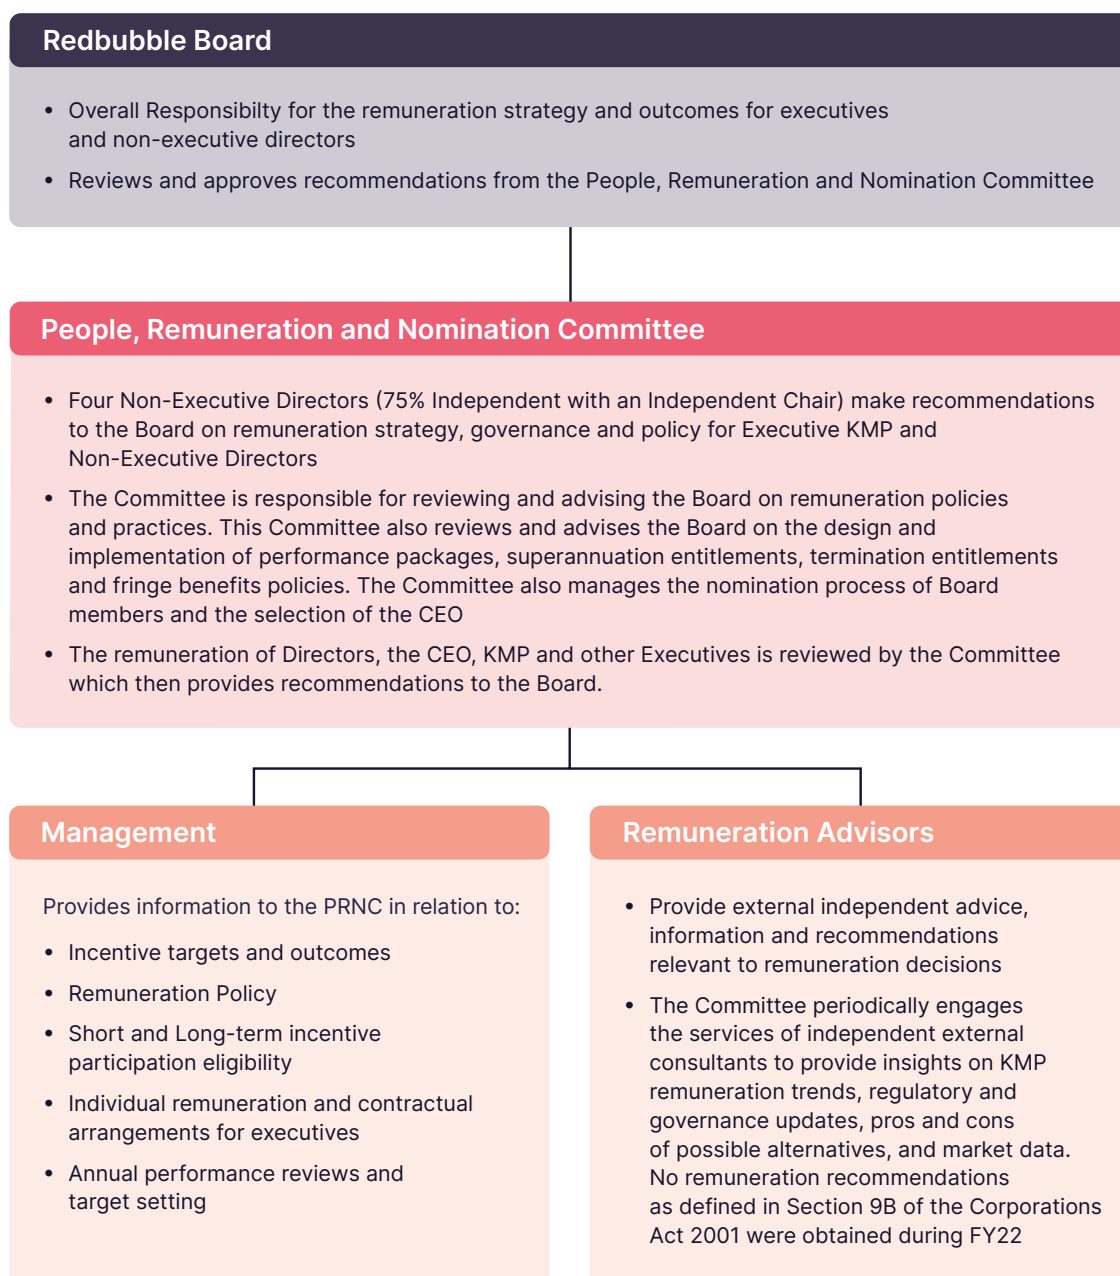 Redbubble Board
• Overall Responsibilty for the remuneration strategy and outcomes for executives
and non-executive directors
• Reviews and approves recommendations from the People, Remuneration and Nomination Committee
People, Remuneration and Nomination Committee
• Four Non-Executive Directors (75% Independent with an Independent Chair) make recommendations
to the Board on remuneration strategy, governance and policy for Executive KMP and
Non-Executive Directors
• The Committee is responsible for reviewing and advising the Board on remuneration policies
and practices. This Committee also reviews and advises the Board on the design and
implementation of performance packages, superannuation entitlements, termination entitlements
and fringe benefits policies. The Committee also manages the nomination process of Board
members and the selection of the CEO
• The remuneration of Directors, the CEO, KMP and other Executives is reviewed by the Committee
which then provides recommendations to the Board.
Management
Provides information to the PRNC in relation to:
• Incentive targets and outcomes
• Remuneration Policy
• Short and Long-term incentive
participation eligibility
• Individual remuneration and contractual
arrangements for executives
• Annual performance reviews and
target setting
Remuneration Advisors
• Provide external independent advice,
information and recommendations
relevant to remuneration decisions
• The Committee periodically engages
the services of independent external
consultants to provide insights on KMP
remuneration trends, regulatory and
governance updates, pros and cons
of possible alternatives, and market data.
No remuneration recommendations
as defined in Section 9B of the Corporations
Act 2001 were obtained during FY22